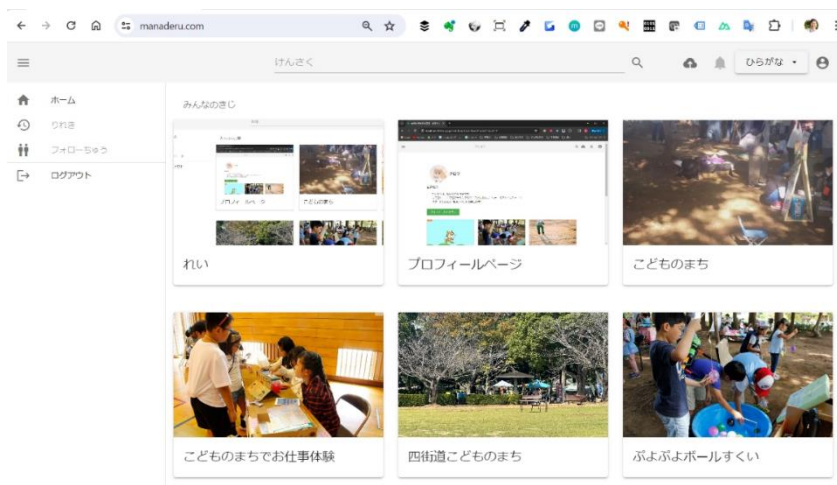 manaderu.com
けんさく
ひらがな
ホーム
りれき
フォローちゅう
ログアウト
みんなのきじ
れい
プロフィールページ
こどものまち
こどものまちでお仕事体験
四街道こどものまち
ぷよぷよボールすくい